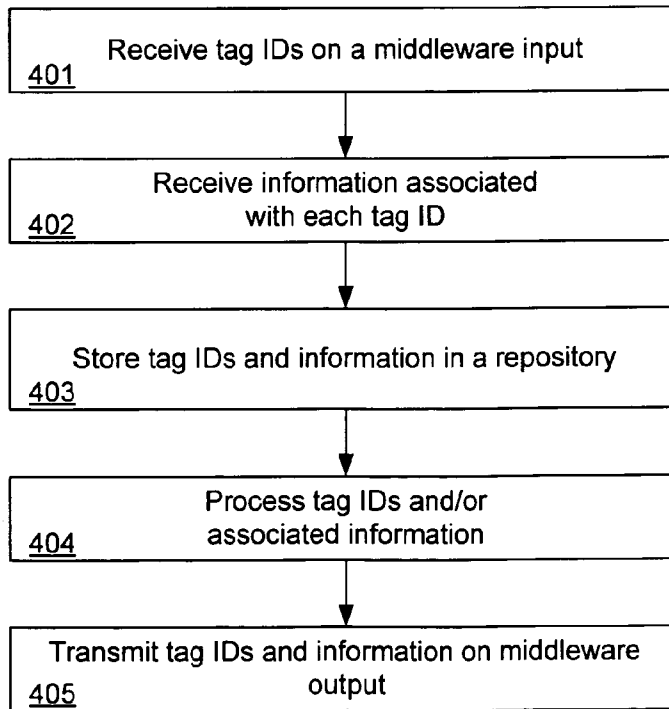 Receive tag IDs on a middleware input
401
Receive information associated
with each tag ID
402
Store tag IDs and information in a repository
403
Process tag IDs and/or
associated information
404
Transmit tag IDs and information on middleware
output
405